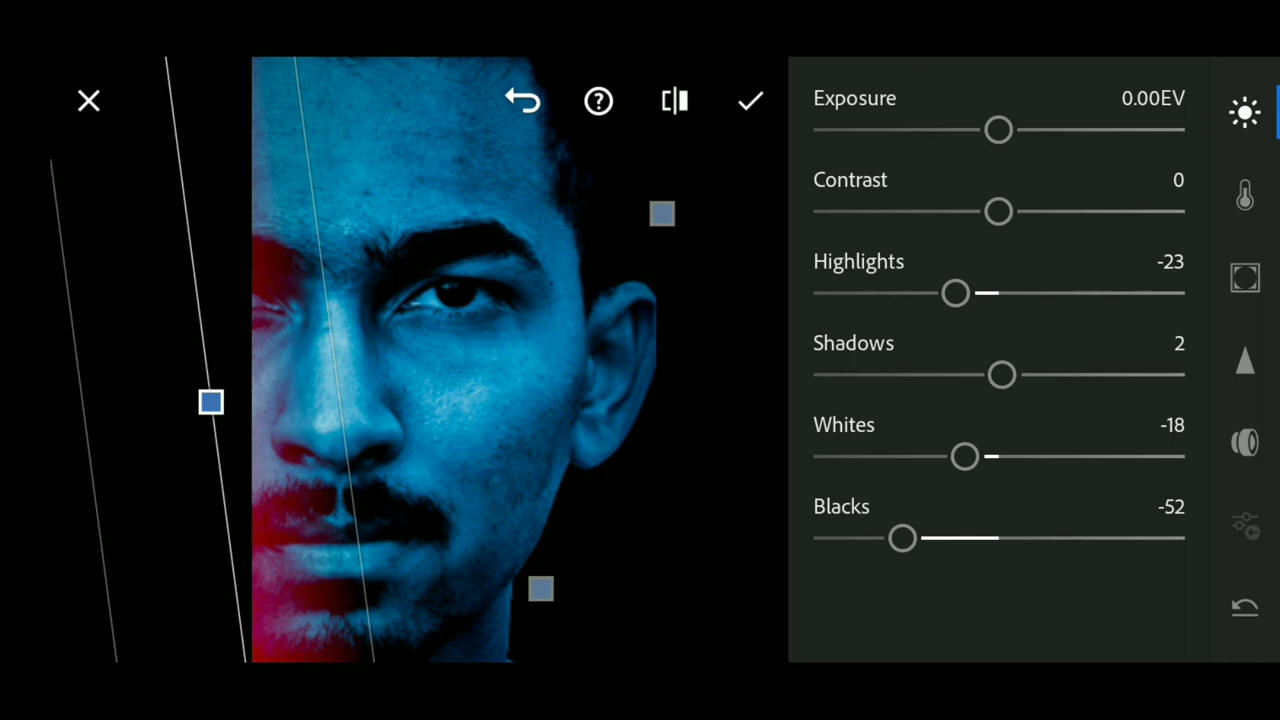 Exposure 0.00EV
Contrast 0
Highlights -23
Shadows 2
Whites -18
Blacks -52